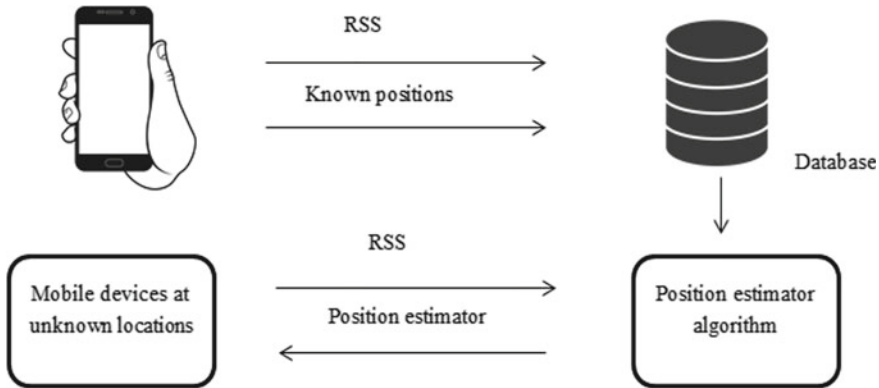 RSS
Known positions
Database
RSS
Mobile devices at
unknown locations
Position estimator
Position estimator
algorithm